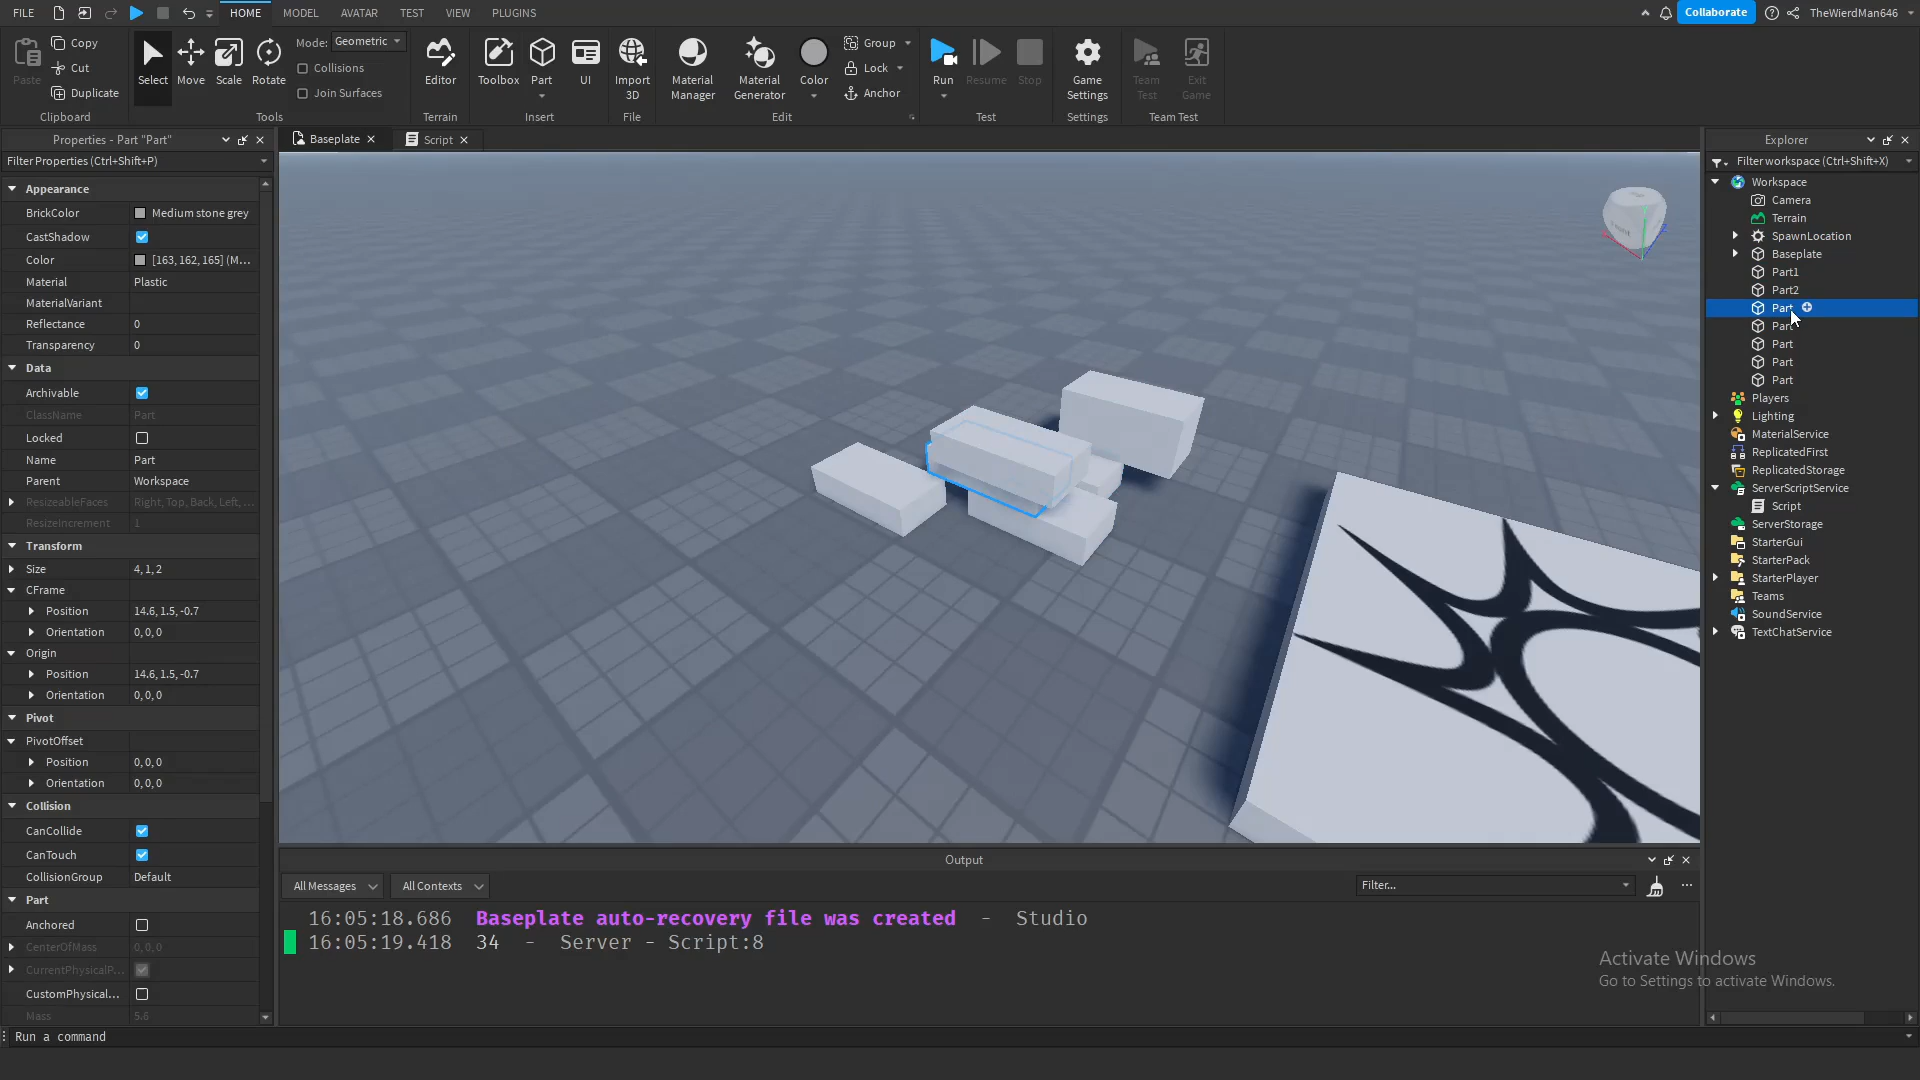 FILE HOME MODEL AVATAR TEST VIEW PLUGINS Collaborate TheWierdMan646
Paste Copy Cut Duplicate Clipboard
Select Move Scale Rotate Mode: Geometric Collisions Join Surfaces Tools
Editor Terrain
Toolbox Part UI Insert
Import 3D File
Material Manager Material Generator Color Group Lock Anchor Edit
Run Resume Stop Test
Game Settings Settings
Team Test Exit Game Team Test
Properties - Part "Part"
Filter Properties (Ctrl+Shift+P)
Appearance
BrickColor Medium stone grey
CastShadow
Color [163, 162, 165] (M...
Material Plastic
MaterialVariant
Reflectance 0
Transparency 0
Data
Archivable
ClassName Part
Locked
Name Part
Parent Workspace
ResizeableFaces Right, Top, Back, Left, ...
ResizeIncrement 1
Transform
Size 4, 1, 2
CFrame
Position 14.6, 1.5, -0.7
Orientation 0, 0, 0
Origin
Position 14.6, 1.5, -0.7
Orientation 0, 0, 0
Pivot
PivotOffset
Position 0, 0, 0
Orientation 0, 0, 0
Collision
CanCollide
CanTouch
CollisionGroup Default
Part
Anchored
CenterOfMass 0, 0, 0
CurrentPhysicalP...
CustomPhysical...
Mass 5.6
Baseplate Script
Output
All Messages All Contexts Filter...
16:05:18.686 Baseplate auto-recovery file was created - Studio
16:05:19.418 34 - Server - Script:8
Explorer
Filter workspace (Ctrl+Shift+X)
Workspace
Camera
Terrain
SpawnLocation
Baseplate
Part1
Part2
Part
Part
Part
Part
Part
Players
Lighting
MaterialService
ReplicatedFirst
ReplicatedStorage
ServerScriptService
Script
ServerStorage
StarterGui
StarterPack
StarterPlayer
Teams
SoundService
TextChatService
Activate Windows
Go to Settings to activate Windows.
Run a command